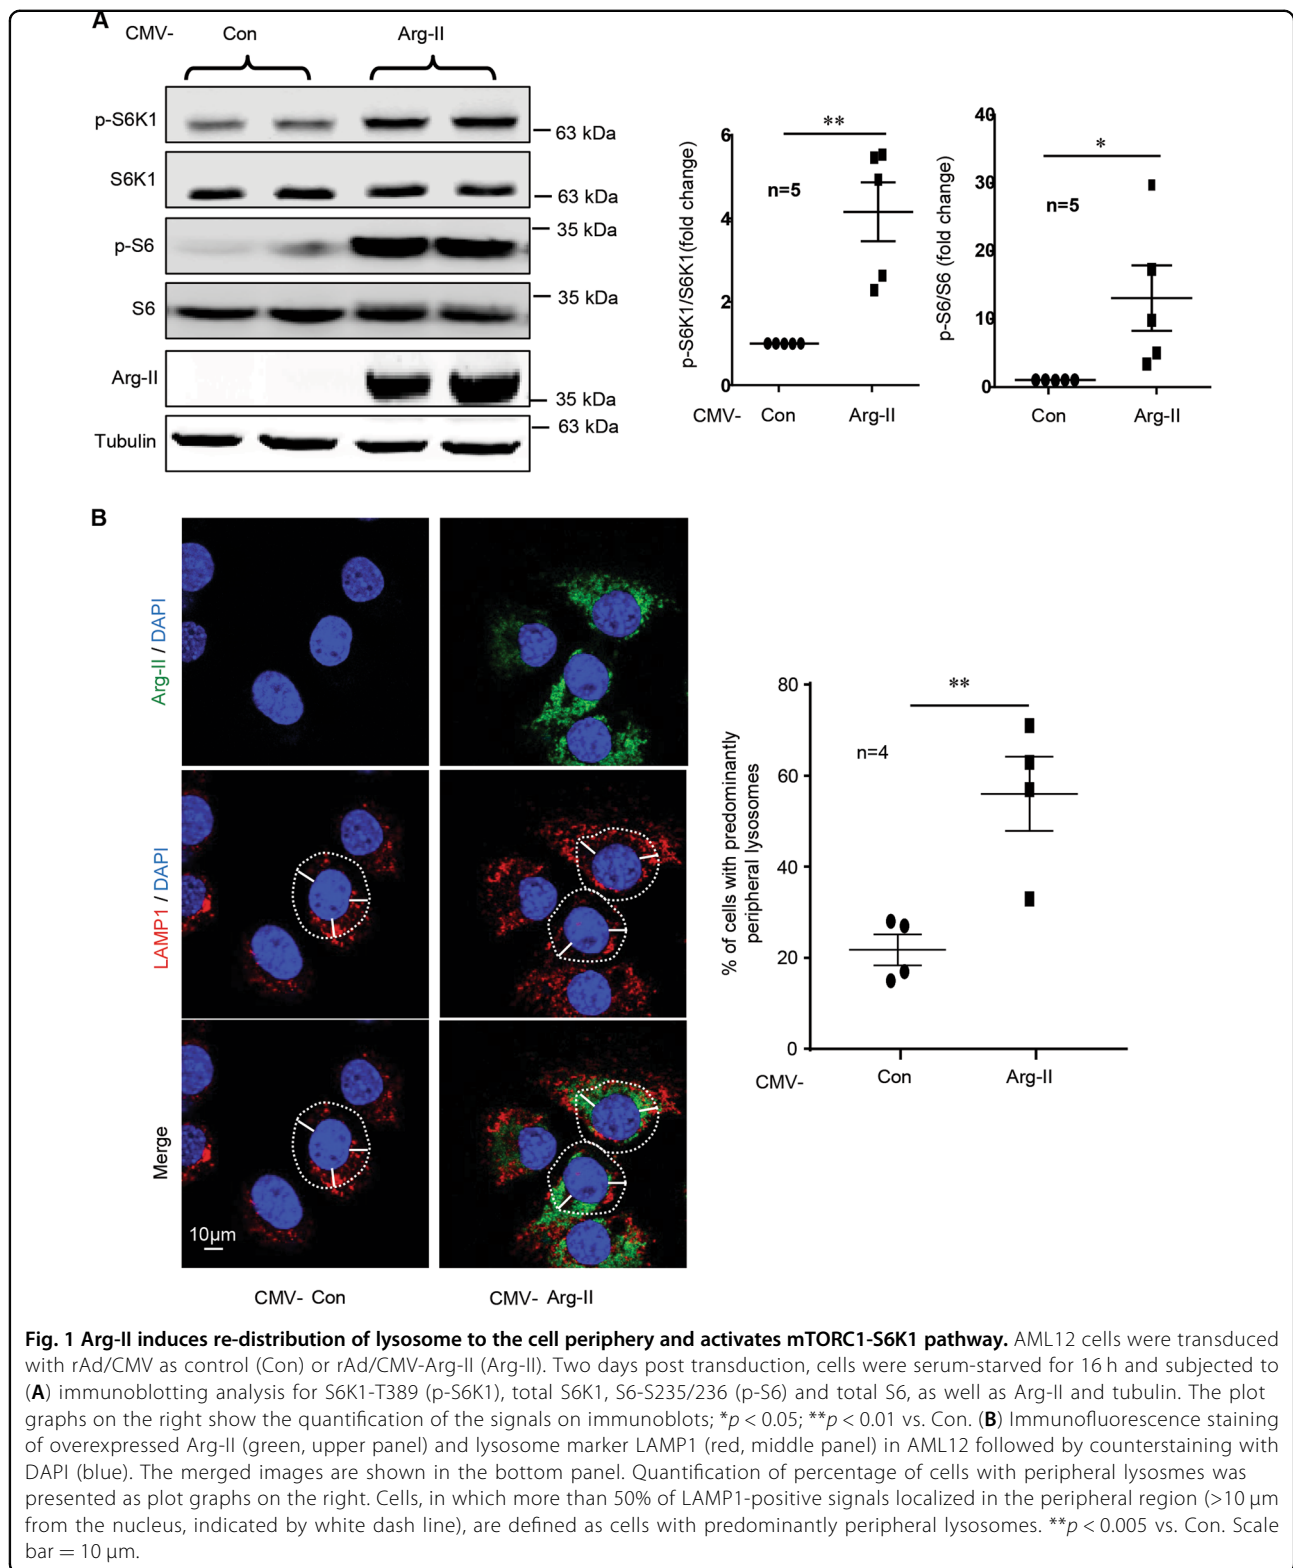 A
CMV- Con Arg-II
p-S6K1
63 kDa
S6K1
63 kDa
p-S6
35 kDa
S6
35 kDa
Arg-II
35 kDa
Tubulin
63 kDa
p-S6K1/S6K1(fold change)
6
4
2
0
**
n=5
CMV- Con Arg-II
p-S6/S6 (fold change)
40
30
20
10
0
*
n=5
Con Arg-II
B
Arg-II / DAPI
LAMP1 / DAPI
Merge
10μm
CMV- Con
CMV- Arg-II
% of cells with predominantly
peripheral lysosomes
80
60
40
20
0
**
n=4
CMV- Con Arg-II
Fig. 1 Arg-II induces re-distribution of lysosome to the cell periphery and activates mTORC1-S6K1 pathway. AML12 cells were transduced
with rAd/CMV as control (Con) or rAd/CMV-Arg-II (Arg-II). Two days post transduction, cells were serum-starved for 16 h and subjected to
(A) immunoblotting analysis for S6K1-T389 (p-S6K1), total S6K1, S6-S235/236 (p-S6) and total S6, as well as Arg-II and tubulin. The plot
graphs on the right show the quantification of the signals on immunoblots; *p < 0.05; **p < 0.01 vs. Con. (B) Immunofluorescence staining
of overexpressed Arg-II (green, upper panel) and lysosome marker LAMP1 (red, middle panel) in AML12 followed by counterstaining with
DAPI (blue). The merged images are shown in the bottom panel. Quantification of percentage of cells with peripheral lysosmes was
presented as plot graphs on the right. Cells, in which more than 50% of LAMP1-positive signals localized in the peripheral region (>10 μm
from the nucleus, indicated by white dash line), are defined as cells with predominantly peripheral lysosomes. **p < 0.005 vs. Con. Scale
bar = 10 μm.